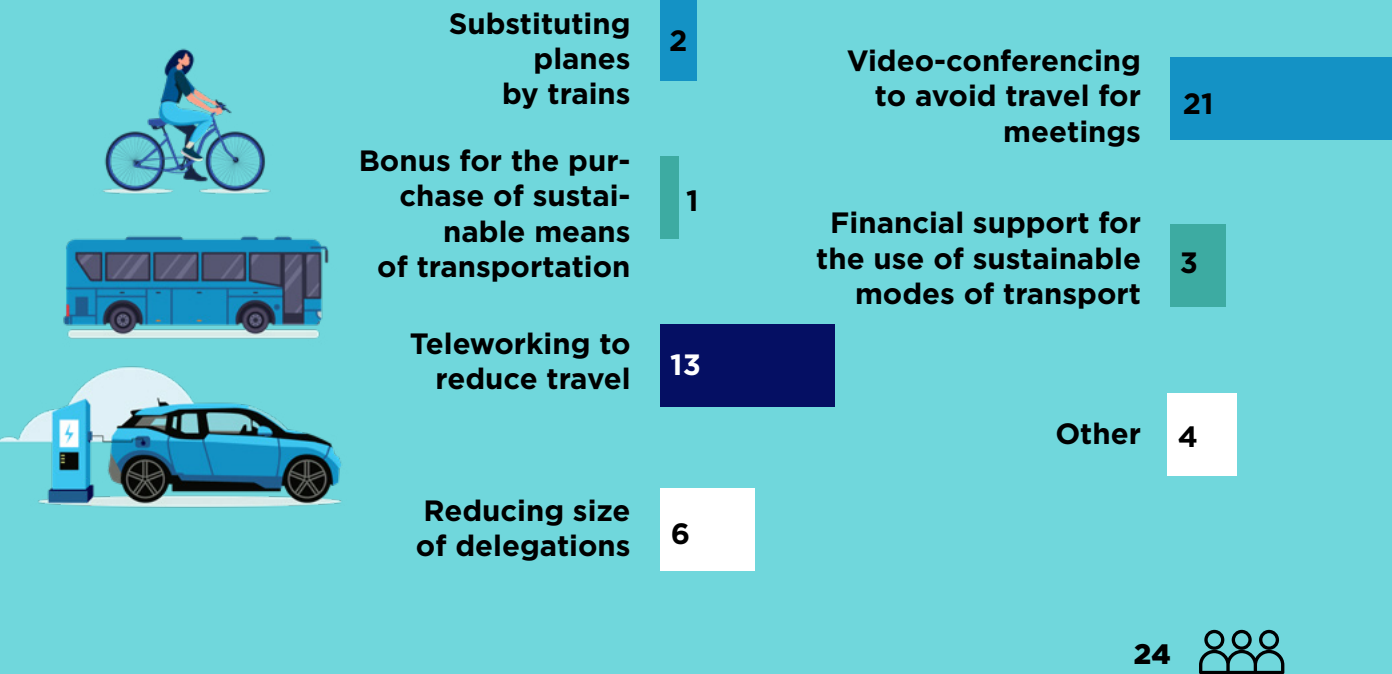 Substituting
planes
by trains
2
Bonus for the pur-
chase of sustai-
nable means
of transportation
1
Teleworking to
reduce travel
13
Reducing size
of delegations
6
Video-conferencing
to avoid travel for
meetings
21
Financial support for
the use of sustainable
modes of transport
3
Other
4
24